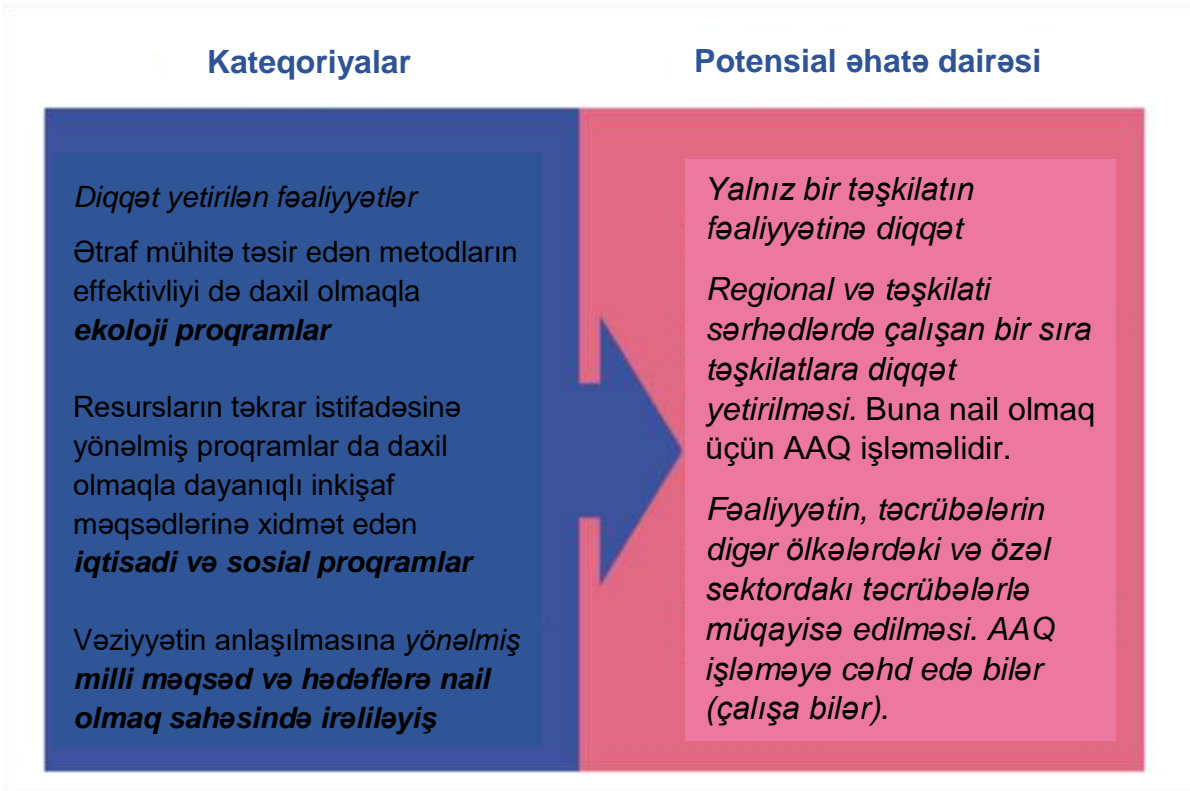 Kateqoriyalar
Potensial əhatə dairəsi
Diqqət yetirilən fəaliyyətlər
Ətraf mühitə təsir edən metodların
effektivliyi də daxil olmaqla
ekoloji proqramlar
Resursların təkrar istifadəsinə
yönəlmiş proqramlar da daxil
olmaqla dayanıqlı inkişaf
məqsədlərinə xidmət edən
iqtisadi və sosial proqramlar
Vəziyyətin anlaşılmasına yönəlmiş
milli məqsəd və hədəflərə nail
olmaq sahəsində irəliləyiş
Yalnız bir təşkilatın
fəaliyyətinə diqqət
Regional və təşkilati
sərhədlərdə çalışan bir sıra
təşkilatlara diqqət
yetirilməsi. Buna nail olmaq
üçün AAQ işləməlidir.
Fəaliyyətin, təcrübələrin
digər ölkələrdəki və özəl
sektordakı təcrübələrlə
müqayisə edilməsi. AAQ
işləməyə cəhd edə bilər
(çalışa bilər).